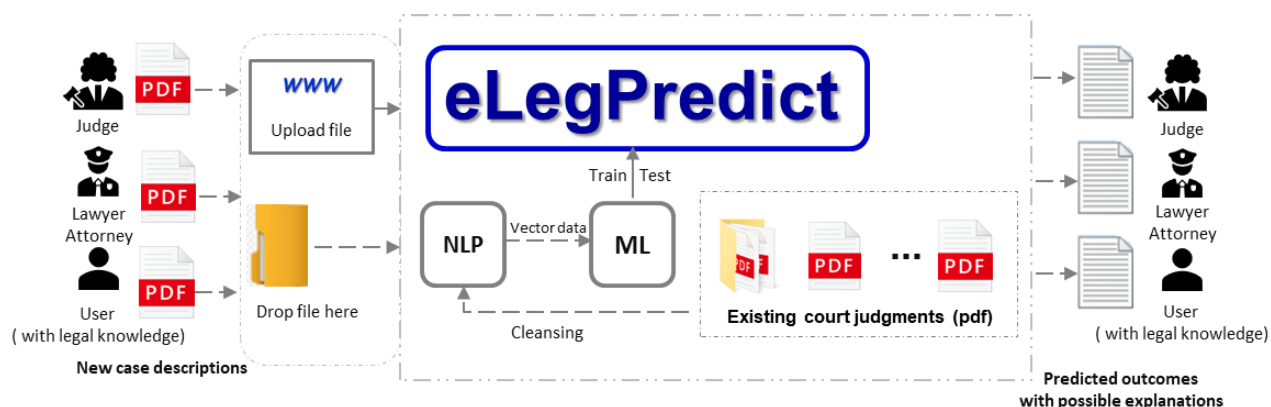 PDF
Judge
PDF
Lawyer
Attorney
PDF
User
( with legal knowledge)
New case descriptions
www
Upload file
Drop file here
eLegPredict
Train Test
NLP
Vector data
ML
Cleansing
PDF
PDF
PDF
...
PDF
Existing court judgments (pdf)
Judge
Lawyer
Attorney
User
( with legal knowledge)
Predicted outcomes
with possible explanations